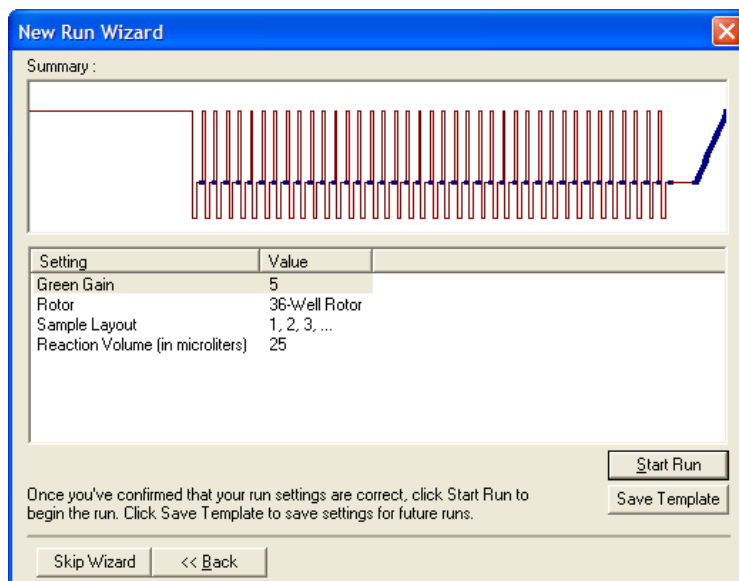 New Run Wizard
Summary :
Setting Value
Green Gain 5
Rotor 36-Well Rotor
Sample Layout 1, 2, 3, ...
Reaction Volume (in microliters) 25
Start Run
Once you've confirmed that your run settings are correct, click Start Run to
begin the run. Click Save Template to save settings for future runs.
Save Template
Skip Wizard << Back